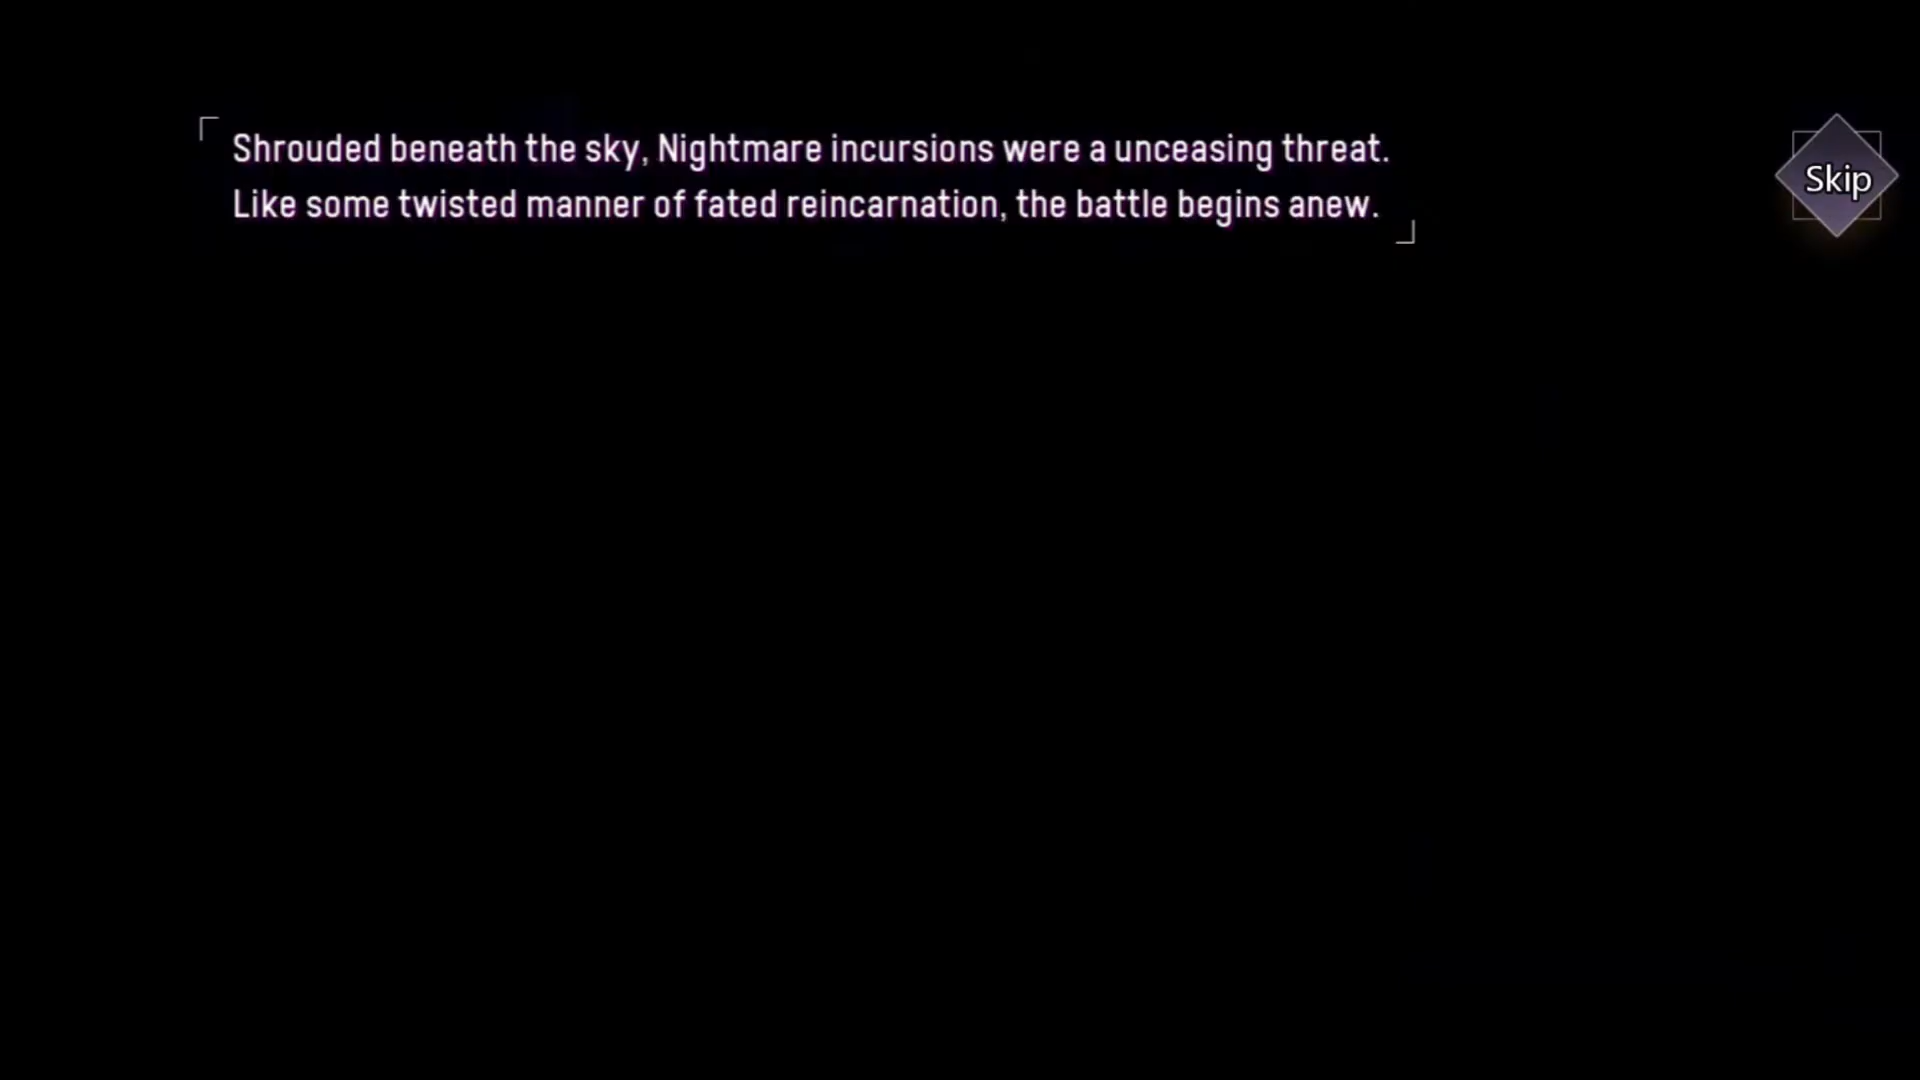 Shrouded beneath the sky, Nightmare incursions were a unceasing threat.
Like some twisted manner of fated reincarnation, the battle begins anew.
Skip